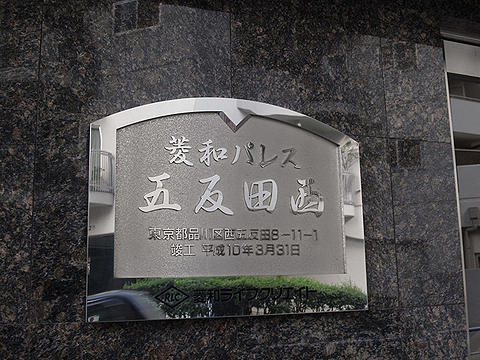 菱和パレス
五反田西
東京都品川区西五反田8-11-1
竣工 平成10年3月31日